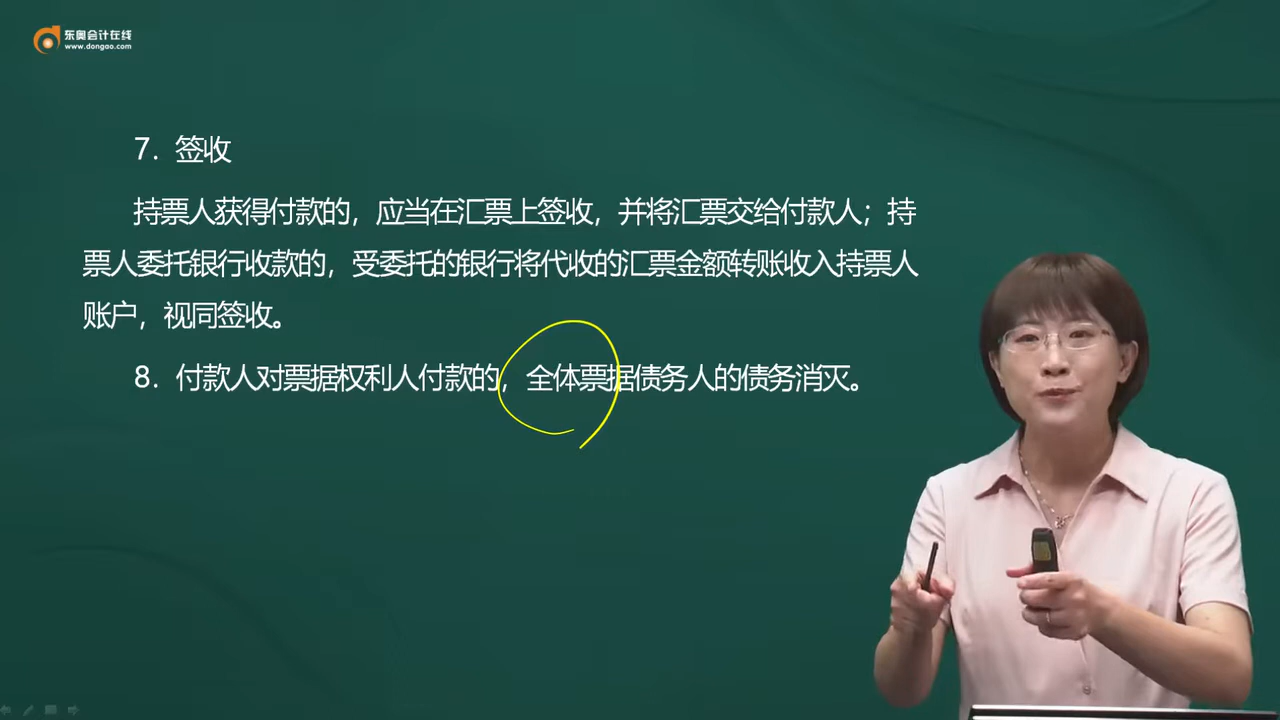 东奥会计在线
www.dongao.com
7. 签收
持票人获得付款的，应当在汇票上签收，并将汇票交给付款人；持
票人委托银行收款的，受委托的银行将代收的汇票金额转账收入持票人
账户，视同签收。
8. 付款人对票据权利人付款的，全体票据债务人的债务消灭。